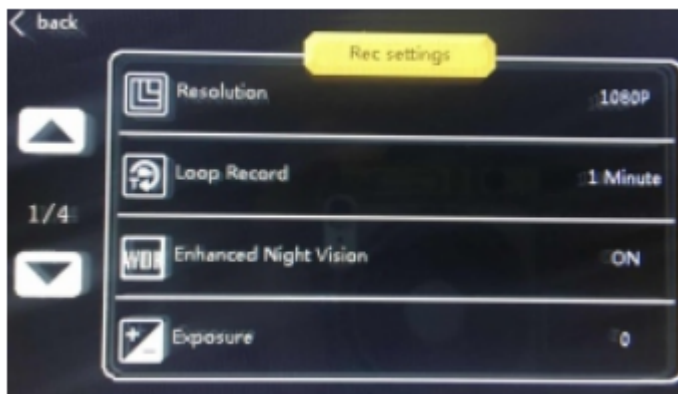 < back
Rec settings
Resolution 1080P
Loop Record 1 Minute
1/4
WDR Enhanced Night Vision ON
Exposure 0